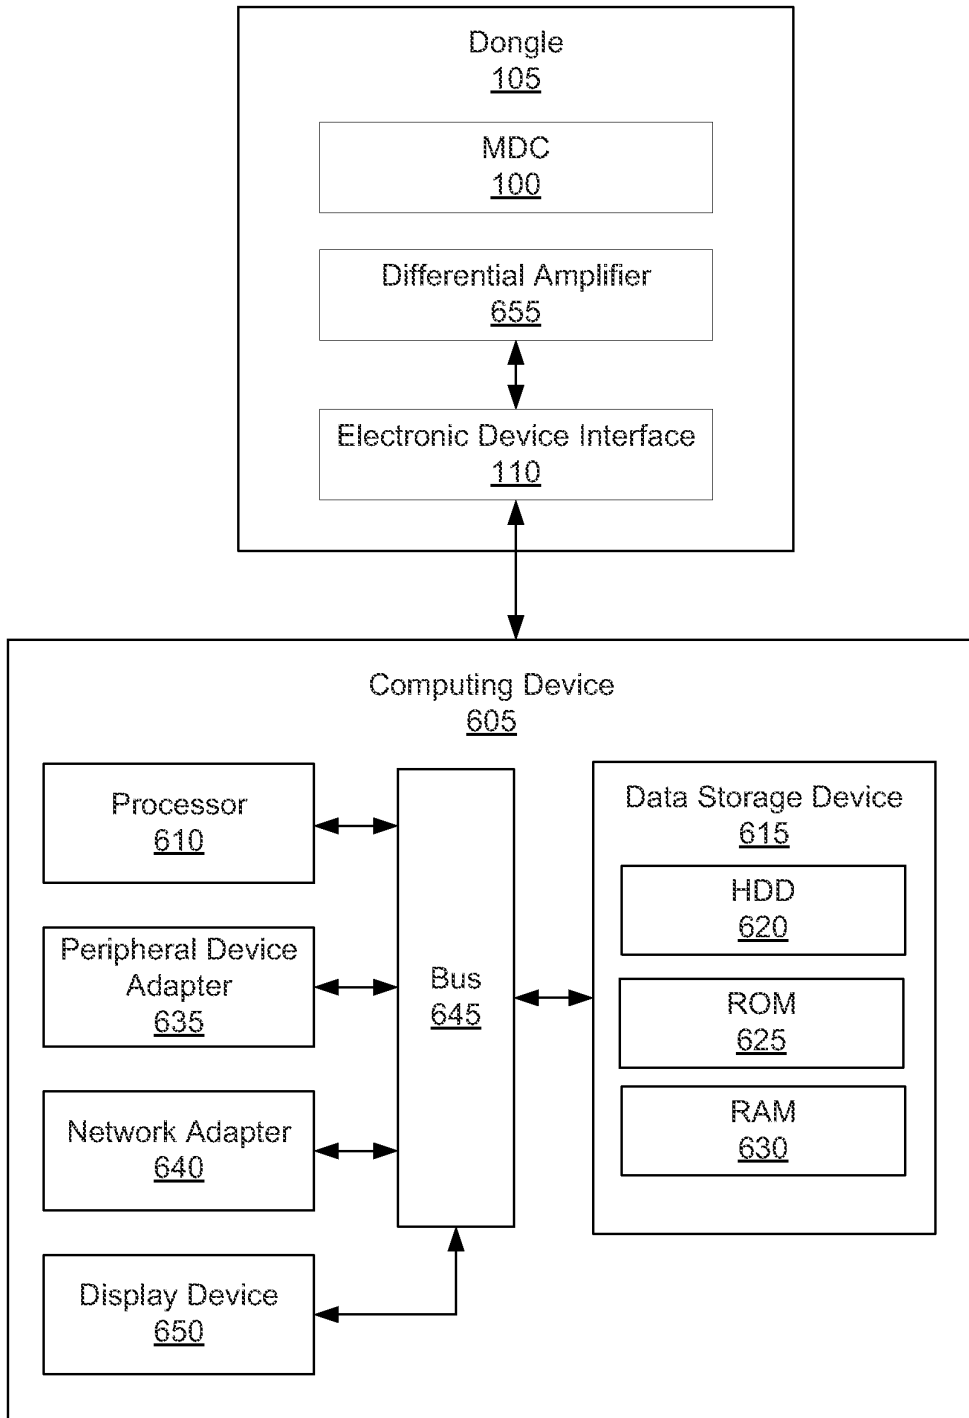 Dongle
105
MDC
100
Differential Amplifier
655
Electronic Device Interface
110
Computing Device
605
Processor
610
Peripheral Device
Adapter
635
Network Adapter
640
Display Device
650
Bus
645
Data Storage Device
615
HDD
620
ROM
625
RAM
630